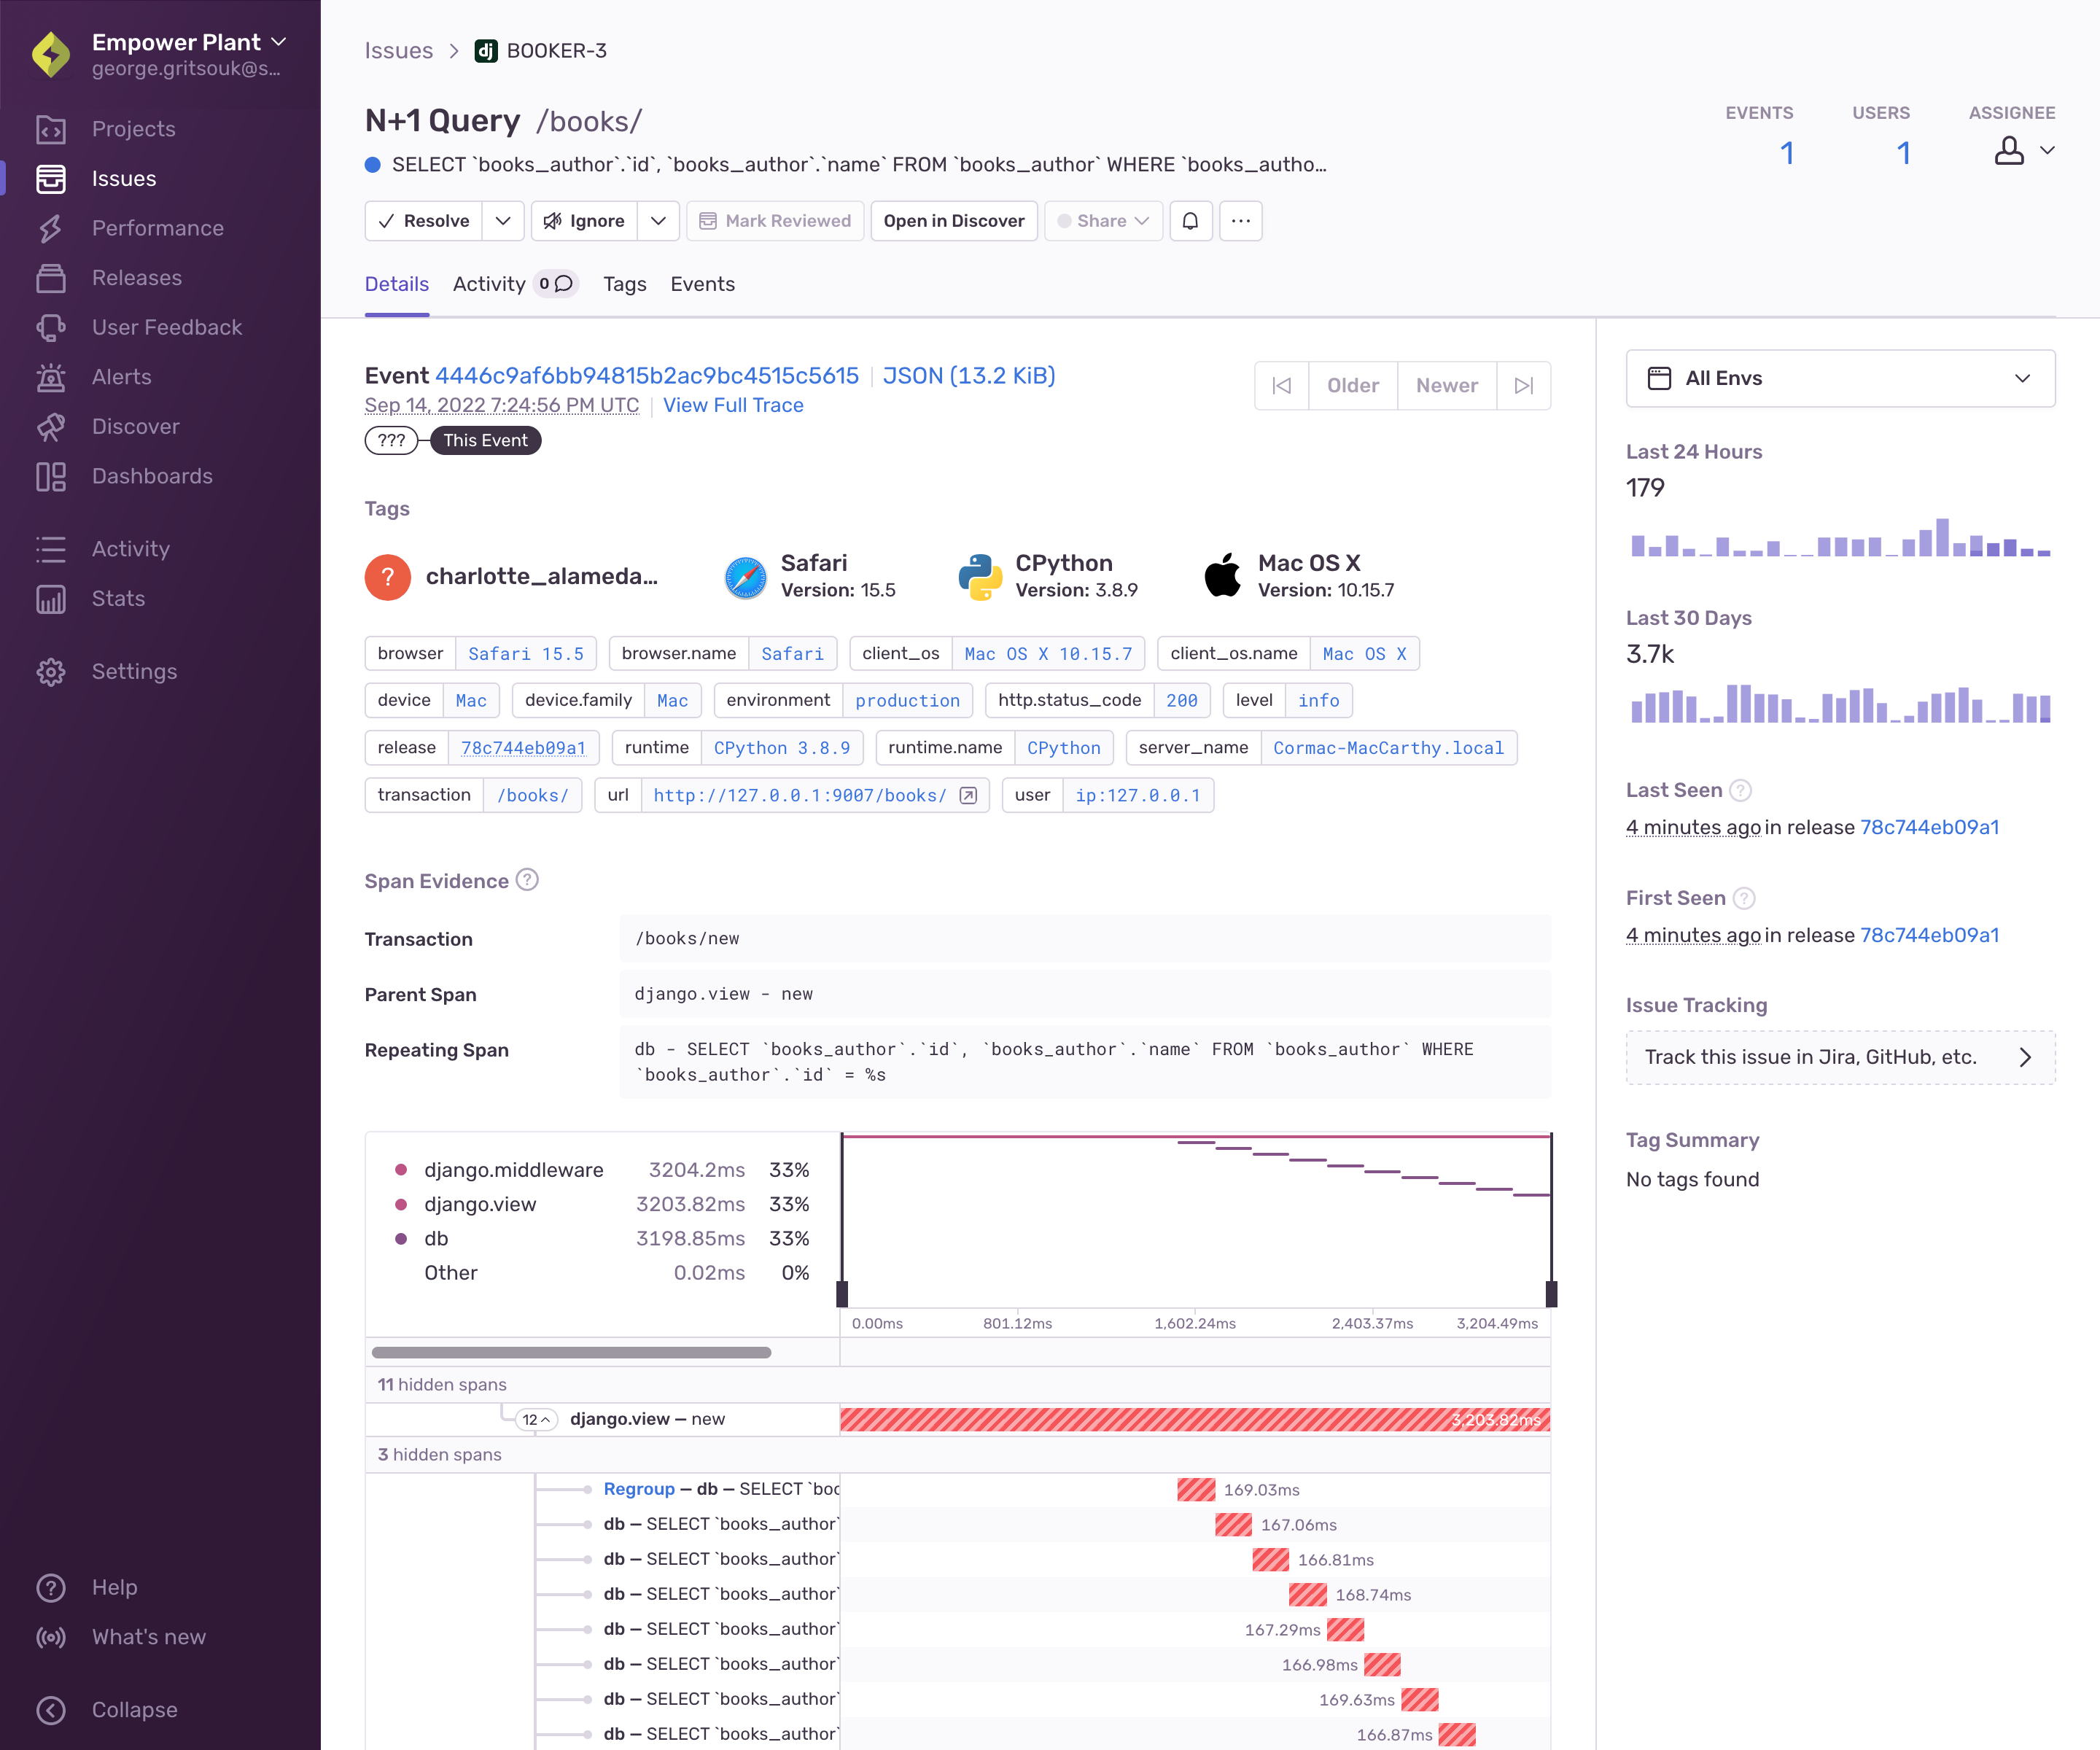 Empower Plant
george.gritsouk@s...
Projects
Issues
Performance
Releases
User Feedback
Alerts
Discover
Dashboards
Activity
Stats
Settings
Help
What's new
Collapse
Issues > dj BOOKER-3
N+1 Query /books/
SELECT `books_author`.`id`, `books_author`.`name` FROM `books_author` WHERE `books_autho...
EVENTS USERS ASSIGNEE
1 1
Resolve Ignore Mark Reviewed Open in Discover Share
Details Activity 0 Tags Events
Event 4446c9af6bb94815b2ac9bc4515c5615 | JSON (13.2 KiB)
Sep 14, 2022 7:24:56 PM UTC | View Full Trace
??? This Event
Older Newer
Tags
? charlotte_alameda...
Safari
Version: 15.5
CPython
Version: 3.8.9
Mac OS X
Version: 10.15.7
browser Safari 15.5 browser.name Safari client_os Mac OS X 10.15.7 client_os.name Mac OS X
device Mac device.family Mac environment production http.status_code 200 level info
release 78c744eb09a1 runtime CPython 3.8.9 runtime.name CPython server_name Cormac-MacCarthy.local
transaction /books/ url http://127.0.0.1:9007/books/ user ip:127.0.0.1
Span Evidence ?
Transaction /books/new
Parent Span django.view - new
Repeating Span db - SELECT `books_author`.`id`, `books_author`.`name` FROM `books_author` WHERE
`books_author`.`id` = %s
django.middleware 3204.2ms 33%
django.view 3203.82ms 33%
db 3198.85ms 33%
Other 0.02ms 0%
0.00ms 801.12ms 1,602.24ms 2,403.37ms 3,204.49ms
11 hidden spans
12 django.view — new 3,203.82ms
3 hidden spans
Regroup — db — SELECT `boo 169.03ms
db — SELECT `books_author` 167.06ms
db — SELECT `books_author` 166.81ms
db — SELECT `books_author` 168.74ms
db — SELECT `books_author` 167.29ms
db — SELECT `books_author` 166.98ms
db — SELECT `books_author` 169.63ms
db — SELECT `books_author` 166.87ms
All Envs
Last 24 Hours
179
Last 30 Days
3.7k
Last Seen ?
4 minutes ago in release 78c744eb09a1
First Seen ?
4 minutes ago in release 78c744eb09a1
Issue Tracking
Track this issue in Jira, GitHub, etc.
Tag Summary
No tags found